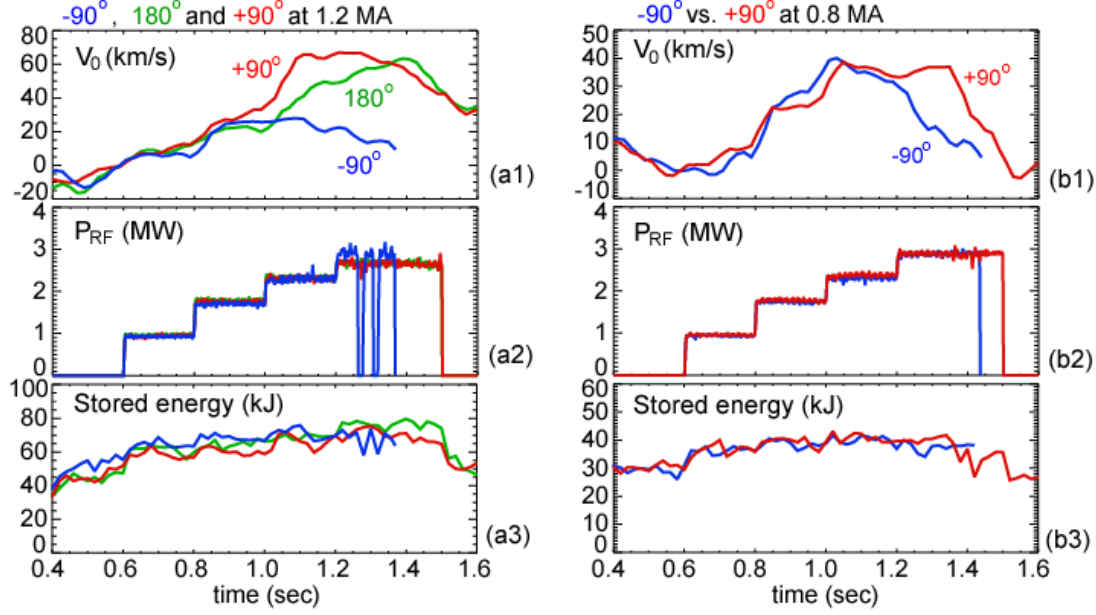 -90°, 180° and +90° at 1.2 MA
80
60
40
20
0
-20
V₀ (km/s)
+90°
180°
-90°
(a1)
4
3
2
1
0
P_RF (MW)
(a2)
100
80
60
40
20
0
Stored energy (kJ)
(a3)
0.4 0.6 0.8 1.0 1.2 1.4 1.6
time (sec)
-90° vs. +90° at 0.8 MA
50
40
30
20
10
0
-10
V₀ (km/s)
+90°
-90°
(b1)
4
3
2
1
0
P_RF (MW)
(b2)
60
50
40
30
20
10
0
Stored energy (kJ)
(b3)
0.4 0.6 0.8 1.0 1.2 1.4 1.6
time (sec)